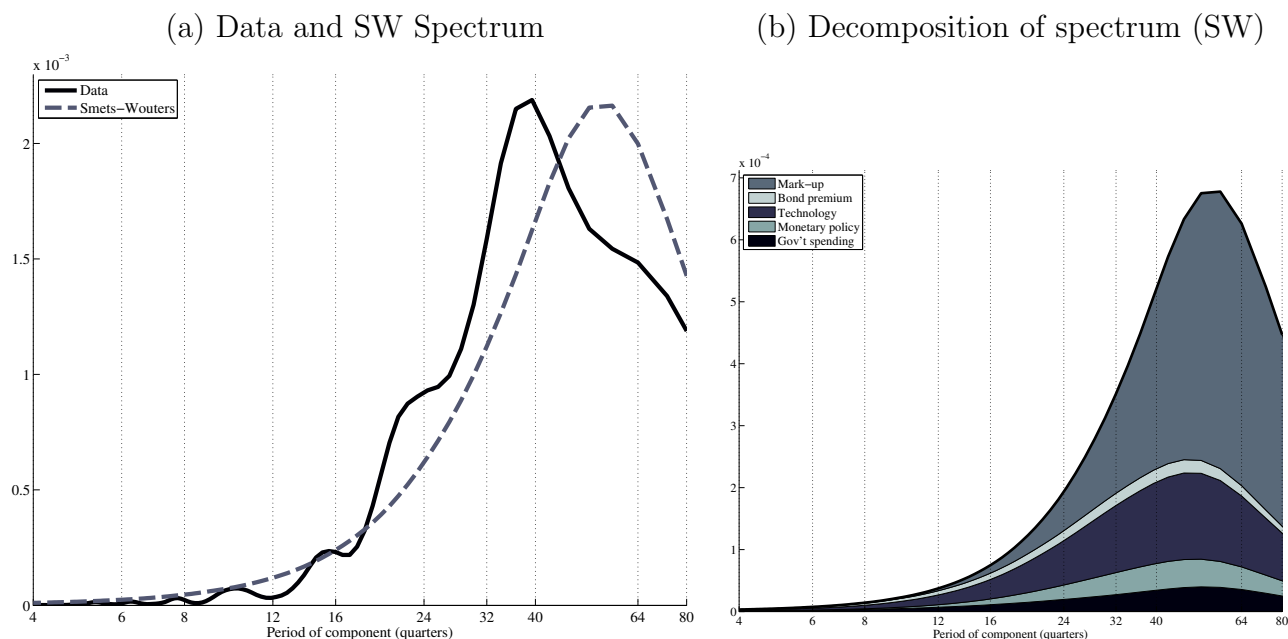 (a) Data and SW Spectrum
x 10⁻³
Data
Smets−Wouters
2
1.5
1
0.5
0
4 6 8 12 16 24 32 40 64 80
Period of component (quarters)
(b) Decomposition of spectrum (SW)
x 10⁻⁴
7
Mark−up
Bond premium
Technology
Monetary policy
Gov't spending
6
5
4
3
2
1
0
4 6 8 12 16 24 32 40 64 80
Period of component (quarters)